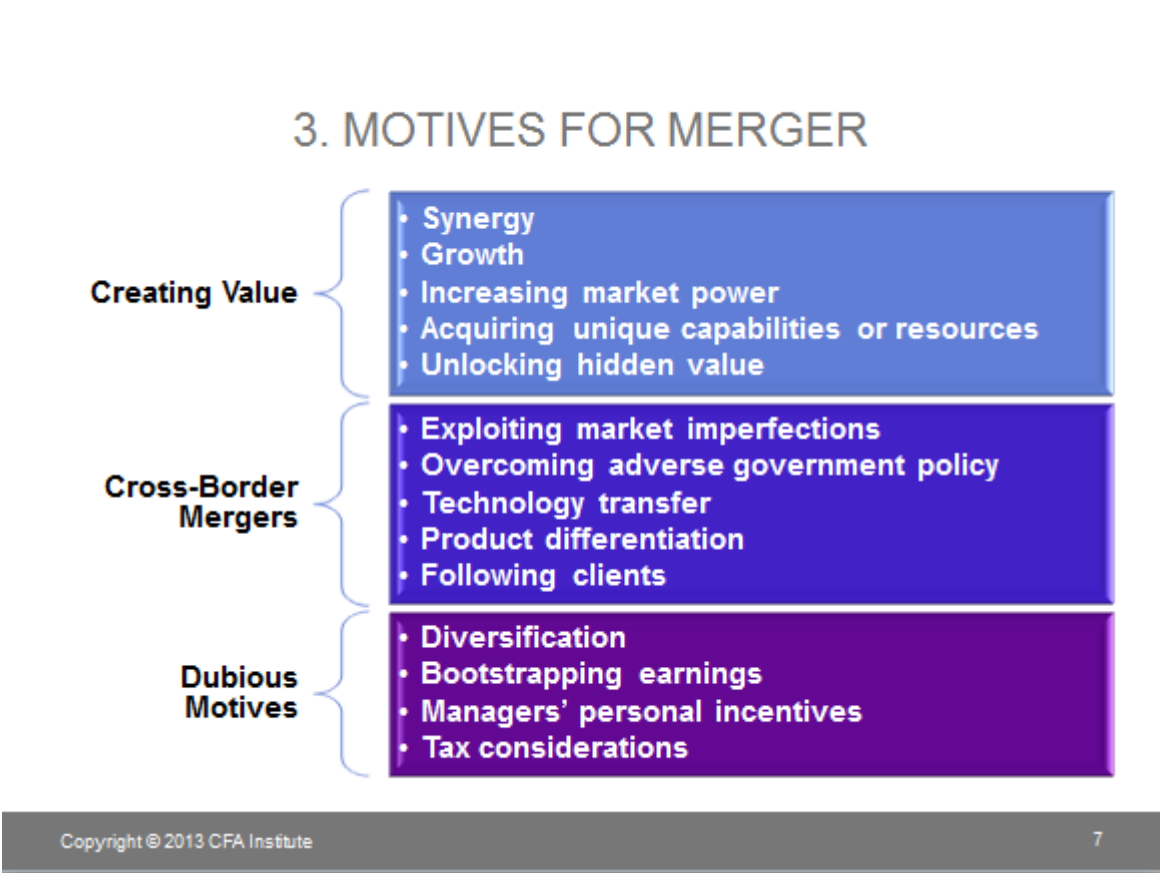 3. MOTIVES FOR MERGER
Creating Value
• Synergy
• Growth
• Increasing market power
• Acquiring unique capabilities or resources
• Unlocking hidden value
Cross-Border
Mergers
• Exploiting market imperfections
• Overcoming adverse government policy
• Technology transfer
• Product differentiation
• Following clients
Dubious
Motives
• Diversification
• Bootstrapping earnings
• Managers’ personal incentives
• Tax considerations
Copyright © 2013 CFA Institute
7